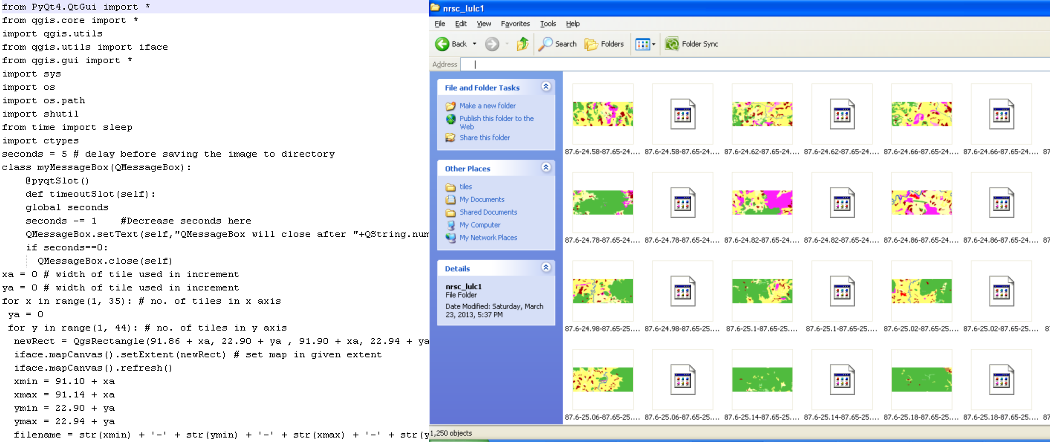 from PyQt4.QtGui import *
from qgis.core import *
import qgis.utils
from qgis.utils import iface
from qgis.gui import *
import sys
import os
import os.path
import shutil
from time import sleep
import ctypes
seconds = 5 # delay before saving the image to directory
class myMessageBox(QMessageBox):
@pyqtSlot()
def timeoutSlot(self):
global seconds
seconds -= 1 #Decrease seconds here
QMessageBox.setText(self,"QMessageBox will close after "+QString.num
if seconds==0:
QMessageBox.close(self)
xa = 0 # width of tile used in increment
ya = 0 # width of tile used in increment
for x in range(1, 35): # no. of tiles in x axis
ya = 0
for y in range(1, 44): # no. of tiles in y axis
newRect = QgsRectangle(91.86 + xa, 22.90 + ya , 91.90 + xa, 22.94 + ya
iface.mapCanvas().setExtent(newRect) # set map in given extent
iface.mapCanvas().refresh()
xmin = 91.10 + xa
xmax = 91.14 + xa
ymin = 22.90 + ya
ymax = 22.94 + ya
filename = str(xmin) + '-' + str(ymin) + '-' + str(xmax) + '-' + str(y
nrsc_lulc1
File Edit View Favorites Tools Help
Back Search Folders Folder Sync
Address
File and Folder Tasks
Make a new folder
Publish this folder to the
Web
Share this folder
Other Places
tiles
My Documents
Shared Documents
My Computer
My Network Places
Details
nrsc_lulc1
File Folder
Date Modified: Saturday, March
23, 2013, 5:37 PM
87.6-24.58-87.65-24.... 87.6-24.58-87.65-24.... 87.6-24.62-87.65-24.... 87.6-24.62-87.65-24.... 87.6-24.66-87.65-24.... 87.6-24.66-87.65-24....
87.6-24.78-87.65-24.... 87.6-24.78-87.65-24.... 87.6-24.82-87.65-24.... 87.6-24.82-87.65-24.... 87.6-24.86-87.65-24.... 87.6-24.86-87.65-24....
87.6-24.98-87.65-25.... 87.6-24.98-87.65-25.... 87.6-25.1-87.65-25.... 87.6-25.1-87.65-25.... 87.6-25.02-87.65-25.... 87.6-25.02-87.65-25....
87.6-25.06-87.65-25.... 87.6-25.06-87.65-25.... 87.6-25.14-87.65-25.... 87.6-25.14-87.65-25.... 87.6-25.18-87.65-25.... 87.6-25.18-87.65-25....
1,250 objects